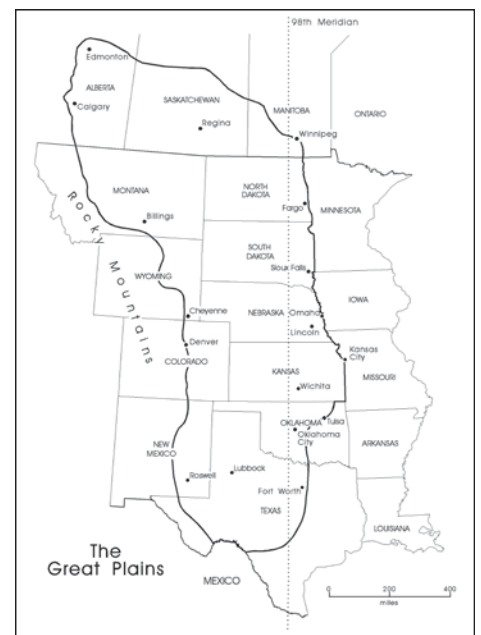 98th Meridian
Edmonton
ALBERTA
Calgary
SASKATCHEWAN
Regina
MANITOBA
Winnipeg
ONTARIO
Rocky Mountains
MONTANA
Billings
NORTH
DAKOTA
Fargo
MINNESOTA
SOUTH
DAKOTA
Sioux Falls
WYOMING
Cheyenne
NEBRASKA
Omaha
Lincoln
IOWA
Denver
COLORADO
KANSAS
Wichita
Kansas
City
MISSOURI
OKLAHOMA
Tulsa
Oklahoma
City
ARKANSAS
NEW
MEXICO
Roswell
Lubbock
Fort Worth
TEXAS
LOUISIANA
The
Great Plains
MEXICO
0 200 400
miles